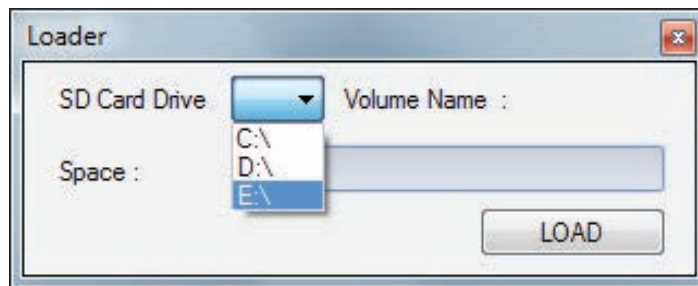 Loader
SD Card Drive Volume Name :
C:\
D:\
Space :
E:\
LOAD